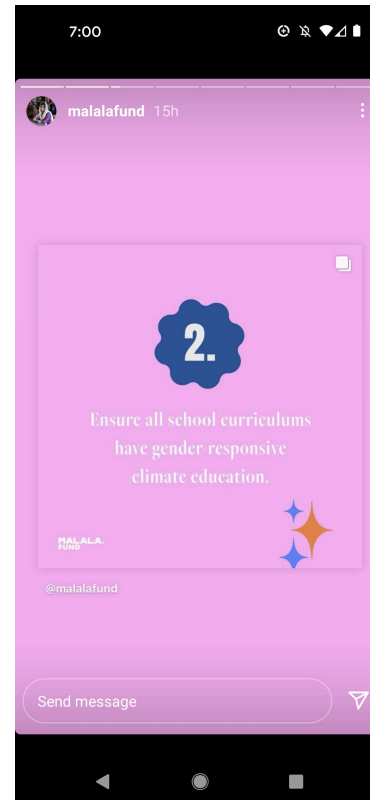 7:00
malalafund 15h
2.
Ensure all school curriculums
have gender-responsive
climate education.
MALALA.
FUND
@malalafund
Send message